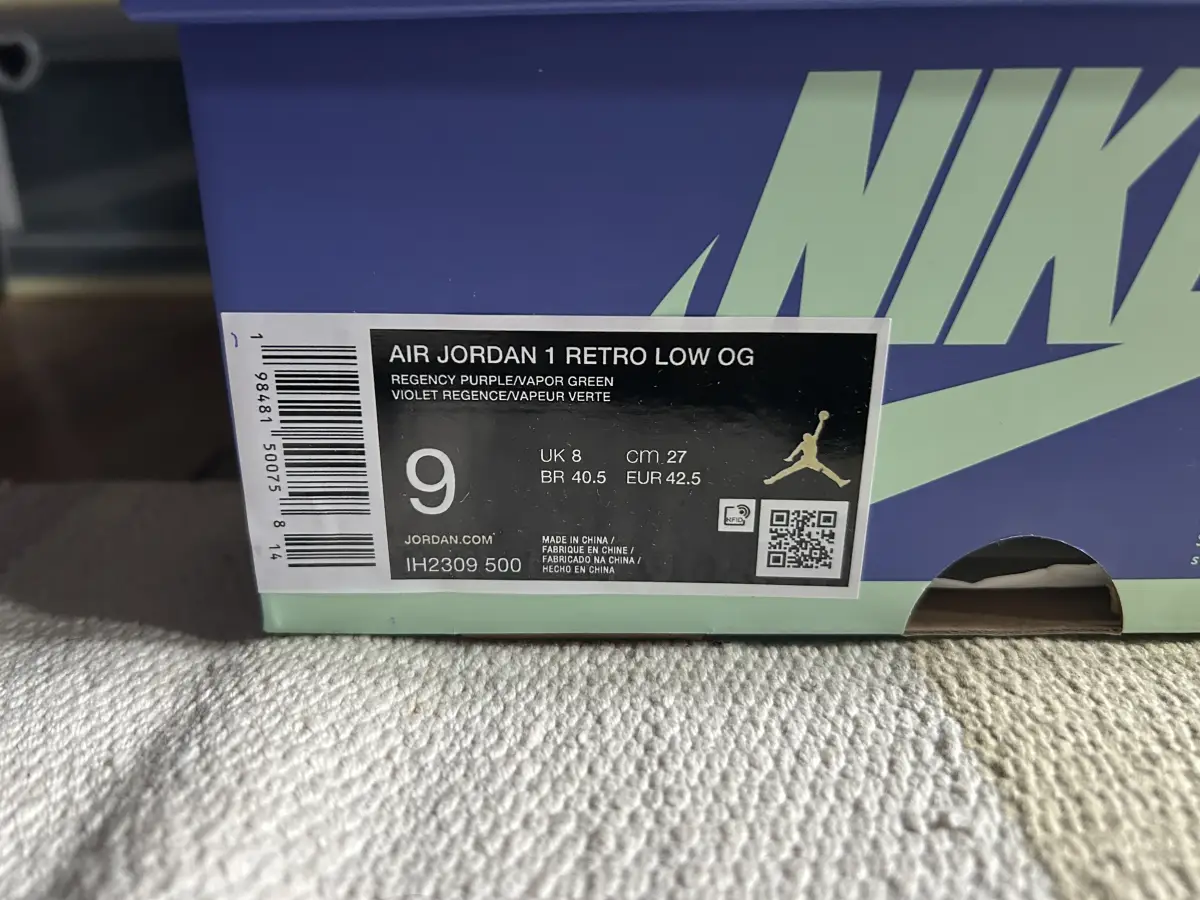 NIKE
AIR JORDAN 1 RETRO LOW OG
REGENCY PURPLE/VAPOR GREEN
VIOLET REGENCE/VAPEUR VERTE
9
UK 8 cm 27
BR 40.5 EUR 42.5
NFID
JORDAN.COM
IH2309 500
MADE IN CHINA /
FABRIQUE EN CHINE /
FABRICADO NA CHINA /
HECHO EN CHINA
1 98481 50075 8 14